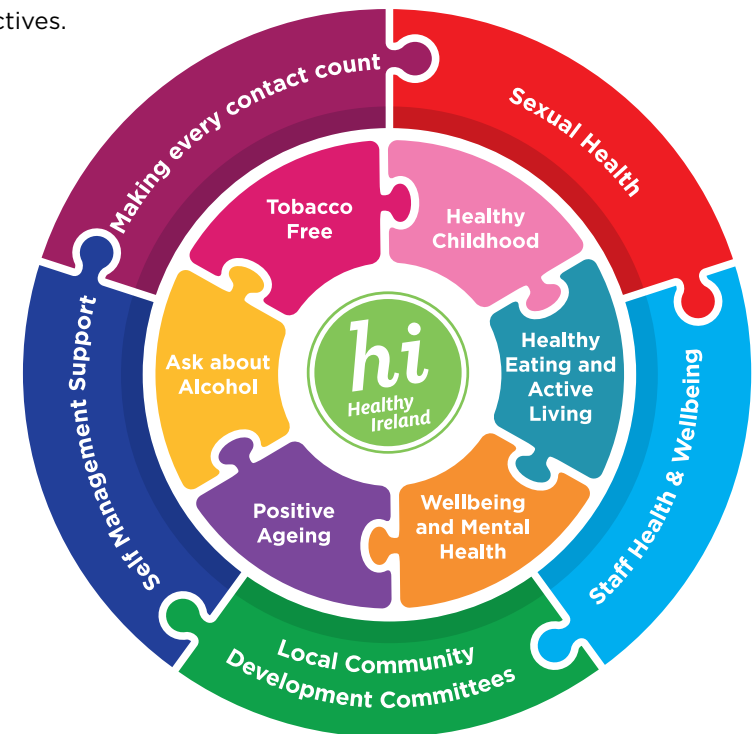 ctives.
Making every contact count
Sexual Health
Staff Health & Wellbeing
Local Community
Development Committees
Self Management Support
Tobacco
Free
Healthy
Childhood
Healthy
Eating and
Active
Living
Wellbeing
and Mental
Health
Positive
Ageing
Ask about
Alcohol
hi
Healthy
Ireland